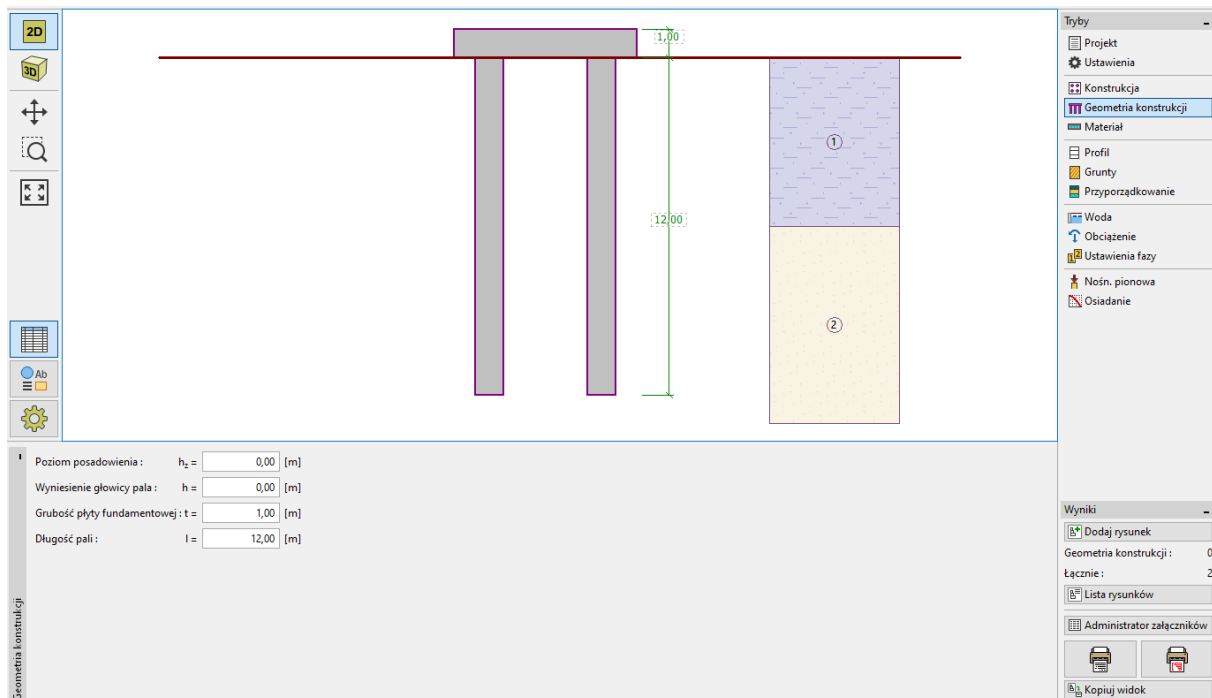 2D
3D
Ab
1,00
12,00
1
2
Tryby
Projekt
Ustawienia
Konstrukcja
Geometria konstrukcji
Materiał
Profil
Grunty
Przyporządkowanie
Woda
Obciążenie
Ustawienia fazy
Nośn. pionowa
Osiadanie
Geometria konstrukcji
Poziom posadowienia : hz = 0,00 [m]
Wyniesienie głowicy pala : h = 0,00 [m]
Grubość płyty fundamentowej : t = 1,00 [m]
Długość pali : l = 12,00 [m]
Wyniki
Dodaj rysunek
Geometria konstrukcji : 0
Łącznie : 2
Lista rysunków
Administrator załączników
Kopiuj widok